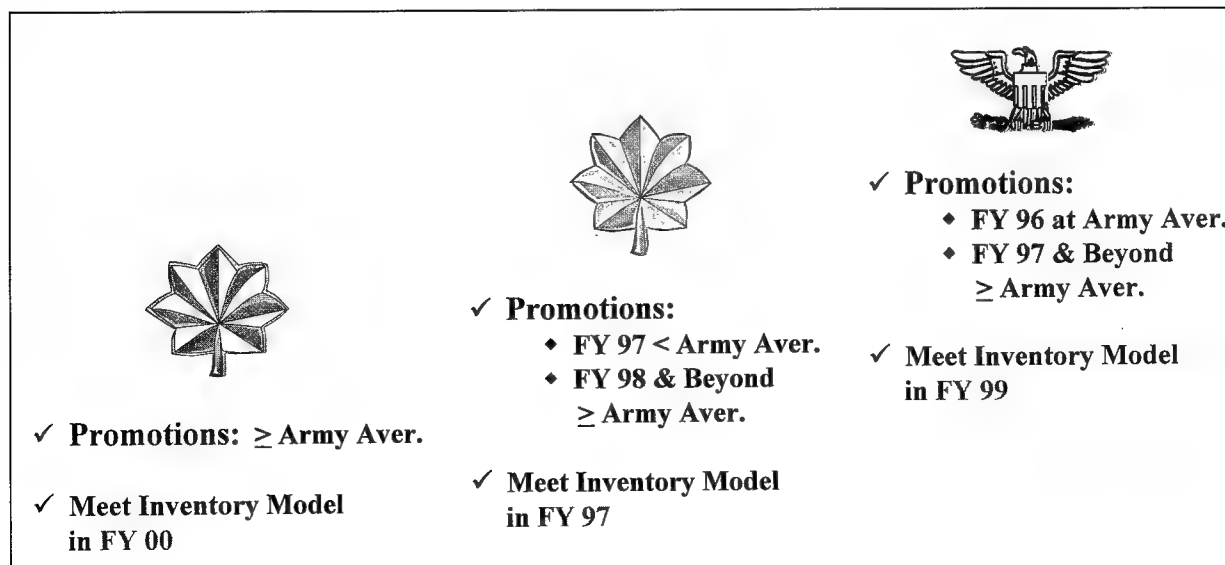 ✓ Promotions: ≥ Army Aver.
✓ Meet Inventory Model
in FY 00
✓ Promotions:
◆ FY 97 < Army Aver.
◆ FY 98 & Beyond
≥ Army Aver.
✓ Meet Inventory Model
in FY 97
✓ Promotions:
◆ FY 96 at Army Aver.
◆ FY 97 & Beyond
≥ Army Aver.
✓ Meet Inventory Model
in FY 99